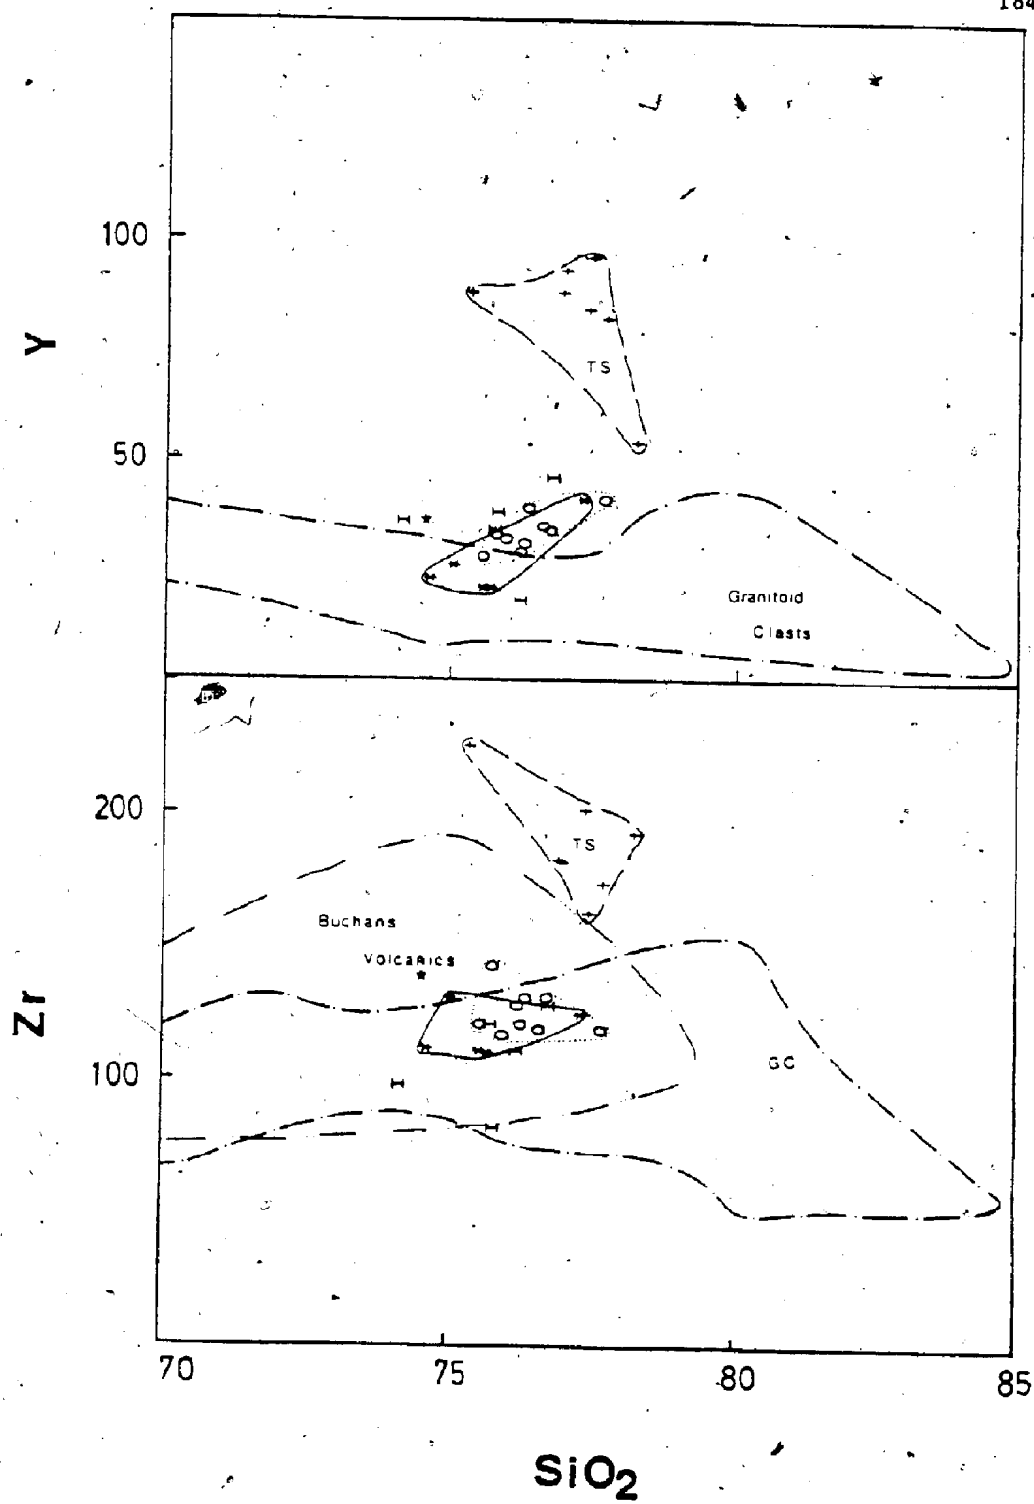 184
100
Y
TS
50
Granitoid
Clasts
200
TS
Buchans
Volcanics
Zr
GC
100
70 75 80 85
SiO2